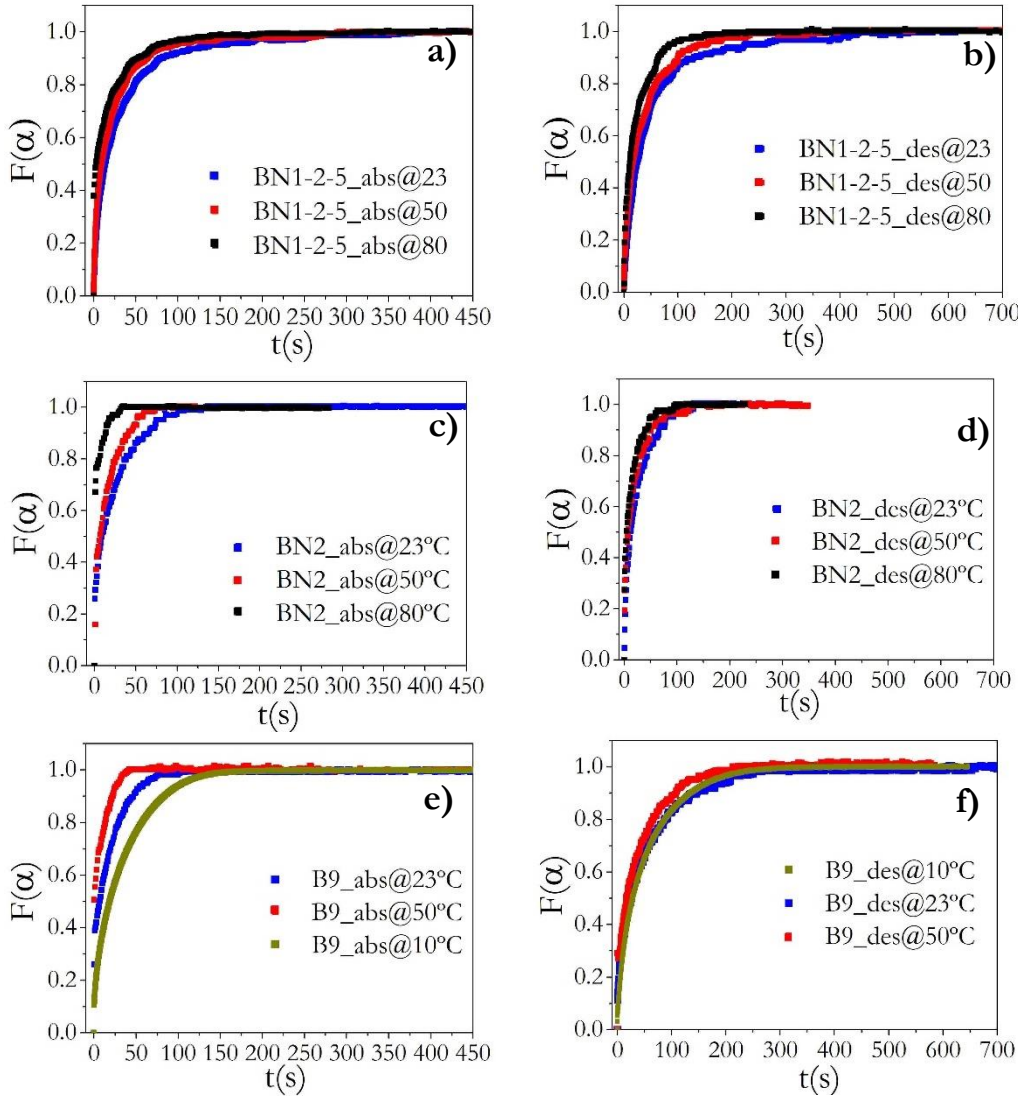 a)
F(α)
1.0
0.8
0.6
0.4
0.2
0.0
BN1-2-5_abs@23
BN1-2-5_abs@50
BN1-2-5_abs@80
0 50 100 150 200 250 300 350 400 450
t(s)
b)
F(α)
1.0
0.8
0.6
0.4
0.2
0.0
BN1-2-5_des@23
BN1-2-5_des@50
BN1-2-5_des@80
0 100 200 300 400 500 600 700
t(s)
c)
F(α)
1.0
0.8
0.6
0.4
0.2
0.0
BN2_abs@23ºC
BN2_abs@50ºC
BN2_abs@80ºC
0 50 100 150 200 250 300 350 400 450
t(s)
d)
F(α)
1.0
0.8
0.6
0.4
0.2
0.0
BN2_des@23ºC
BN2_des@50ºC
BN2_des@80ºC
0 100 200 300 400 500 600 700
t(s)
e)
F(α)
1.0
0.8
0.6
0.4
0.2
0.0
B9_abs@23ºC
B9_abs@50ºC
B9_abs@10ºC
0 50 100 150 200 250 300 350 400 450
t(s)
f)
F(α)
1.0
0.8
0.6
0.4
0.2
0.0
B9_des@10ºC
B9_des@23ºC
B9_des@50ºC
0 100 200 300 400 500 600 700
t(s)